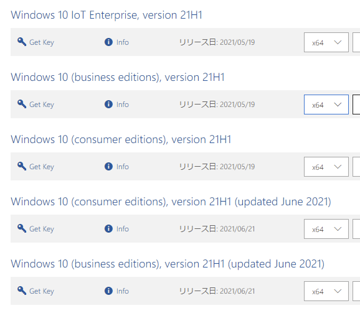 Windows 10 IoT Enterprise, version 21H1
Get Key Info リリース日: 2021/05/19 x64
Windows 10 (business editions), version 21H1
Get Key Info リリース日: 2021/05/19 x64
Windows 10 (consumer editions), version 21H1
Get Key Info リリース日: 2021/05/19 x64
Windows 10 (consumer editions), version 21H1 (updated June 2021)
Get Key Info リリース日: 2021/06/21 x64
Windows 10 (business editions), version 21H1 (updated June 2021)
Get Key Info リリース日: 2021/06/21 x64